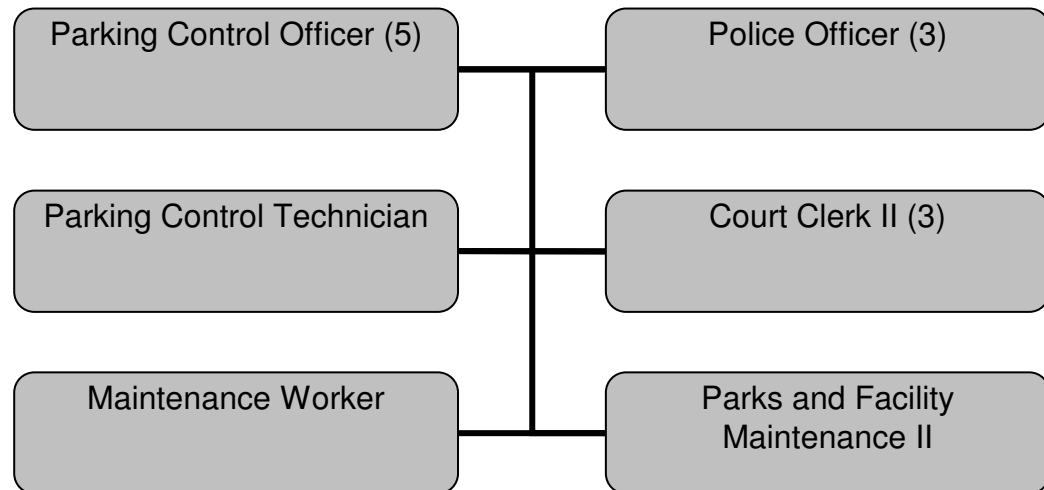 Parking Control Officer (5)
Police Officer (3)
Parking Control Technician
Court Clerk II (3)
Maintenance Worker
Parks and Facility
Maintenance II